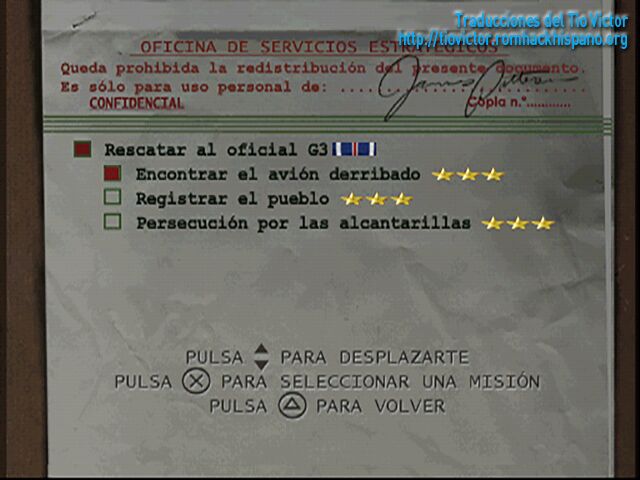 Traducciones del TioVictor
http://tiovictor.romhackhispano.org
OFICINA DE SERVICIOS ESTRATÉGICOS
Queda prohibida la redistribución del presente documento.
Es sólo para uso personal de: ....................
CONFIDENCIAL
Copia n.º...........
Rescatar al oficial G3
Encontrar el avión derribado
Registrar el pueblo
Persecución por las alcantarillas
PULSA PARA DESPLAZARTE
PULSA PARA SELECCIONAR UNA MISIÓN
PULSA PARA VOLVER